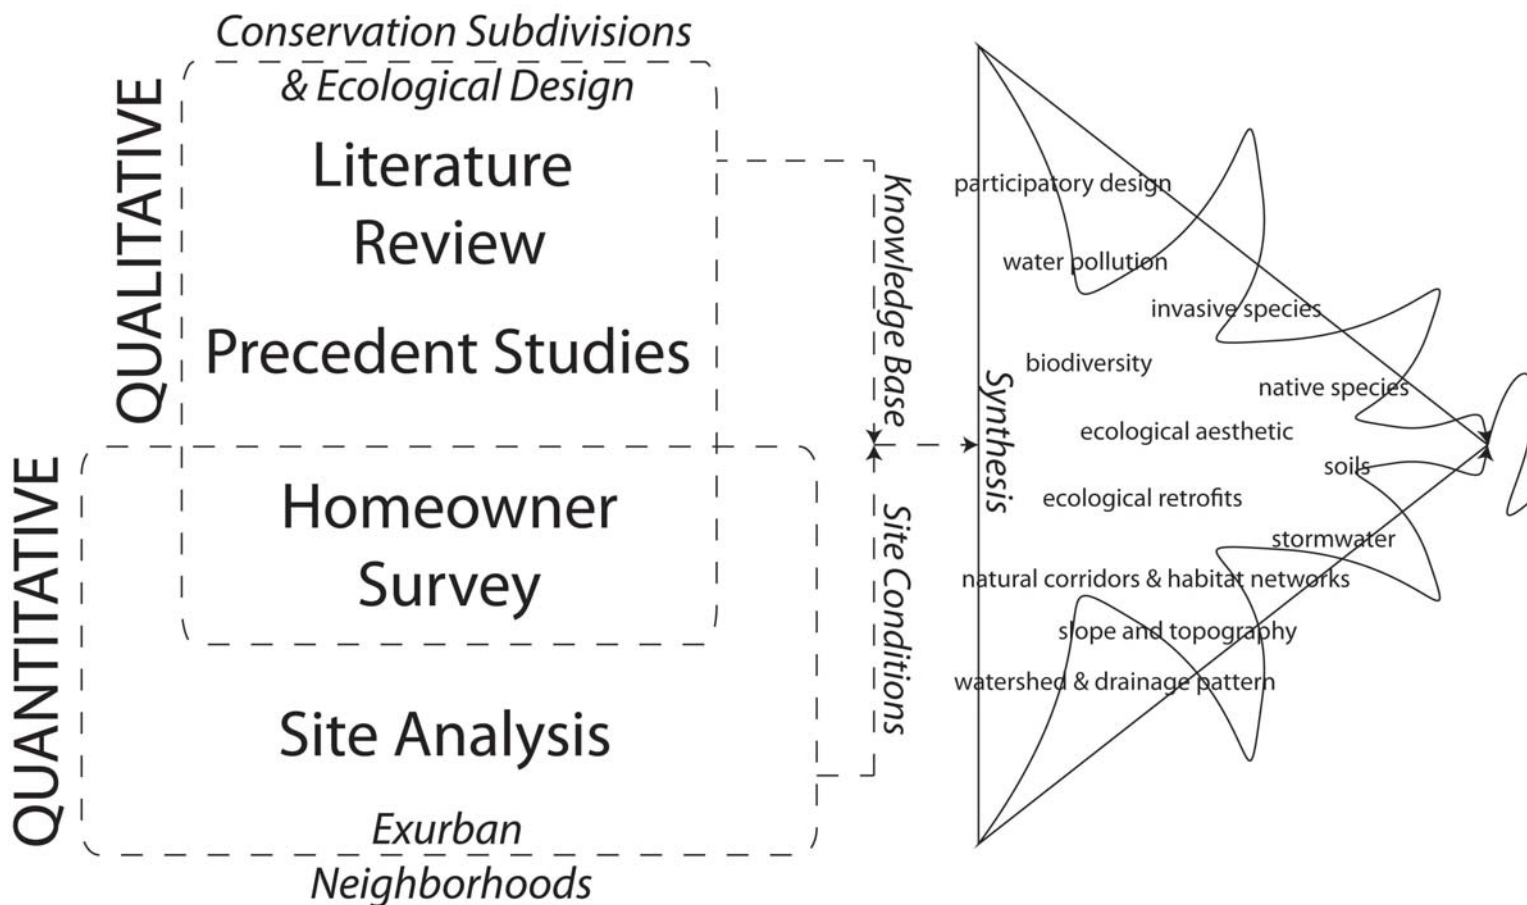 Conservation Subdivisions
& Ecological Design
QUALITATIVE
Literature
Review
Precedent Studies
QUANTITATIVE
Homeowner
Survey
Site Analysis
Exurban
Neighborhoods
Knowledge Base
Site Conditions
Synthesis
participatory design
water pollution
invasive species
biodiversity
native species
ecological aesthetic
soils
ecological retrofits
stormwater
natural corridors & habitat networks
slope and topography
watershed & drainage pattern